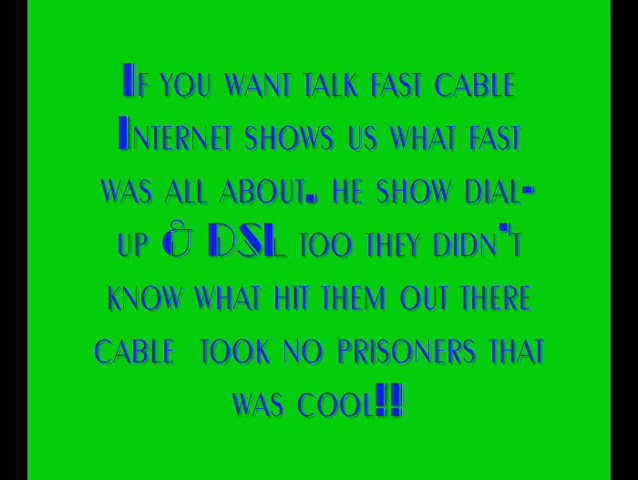 If you want talk fast cable
Internet shows us what fast
was all about.. he show dial-
up & DSL too they didn't
know what hit them out there
cable took no prisoners that
was cool!!